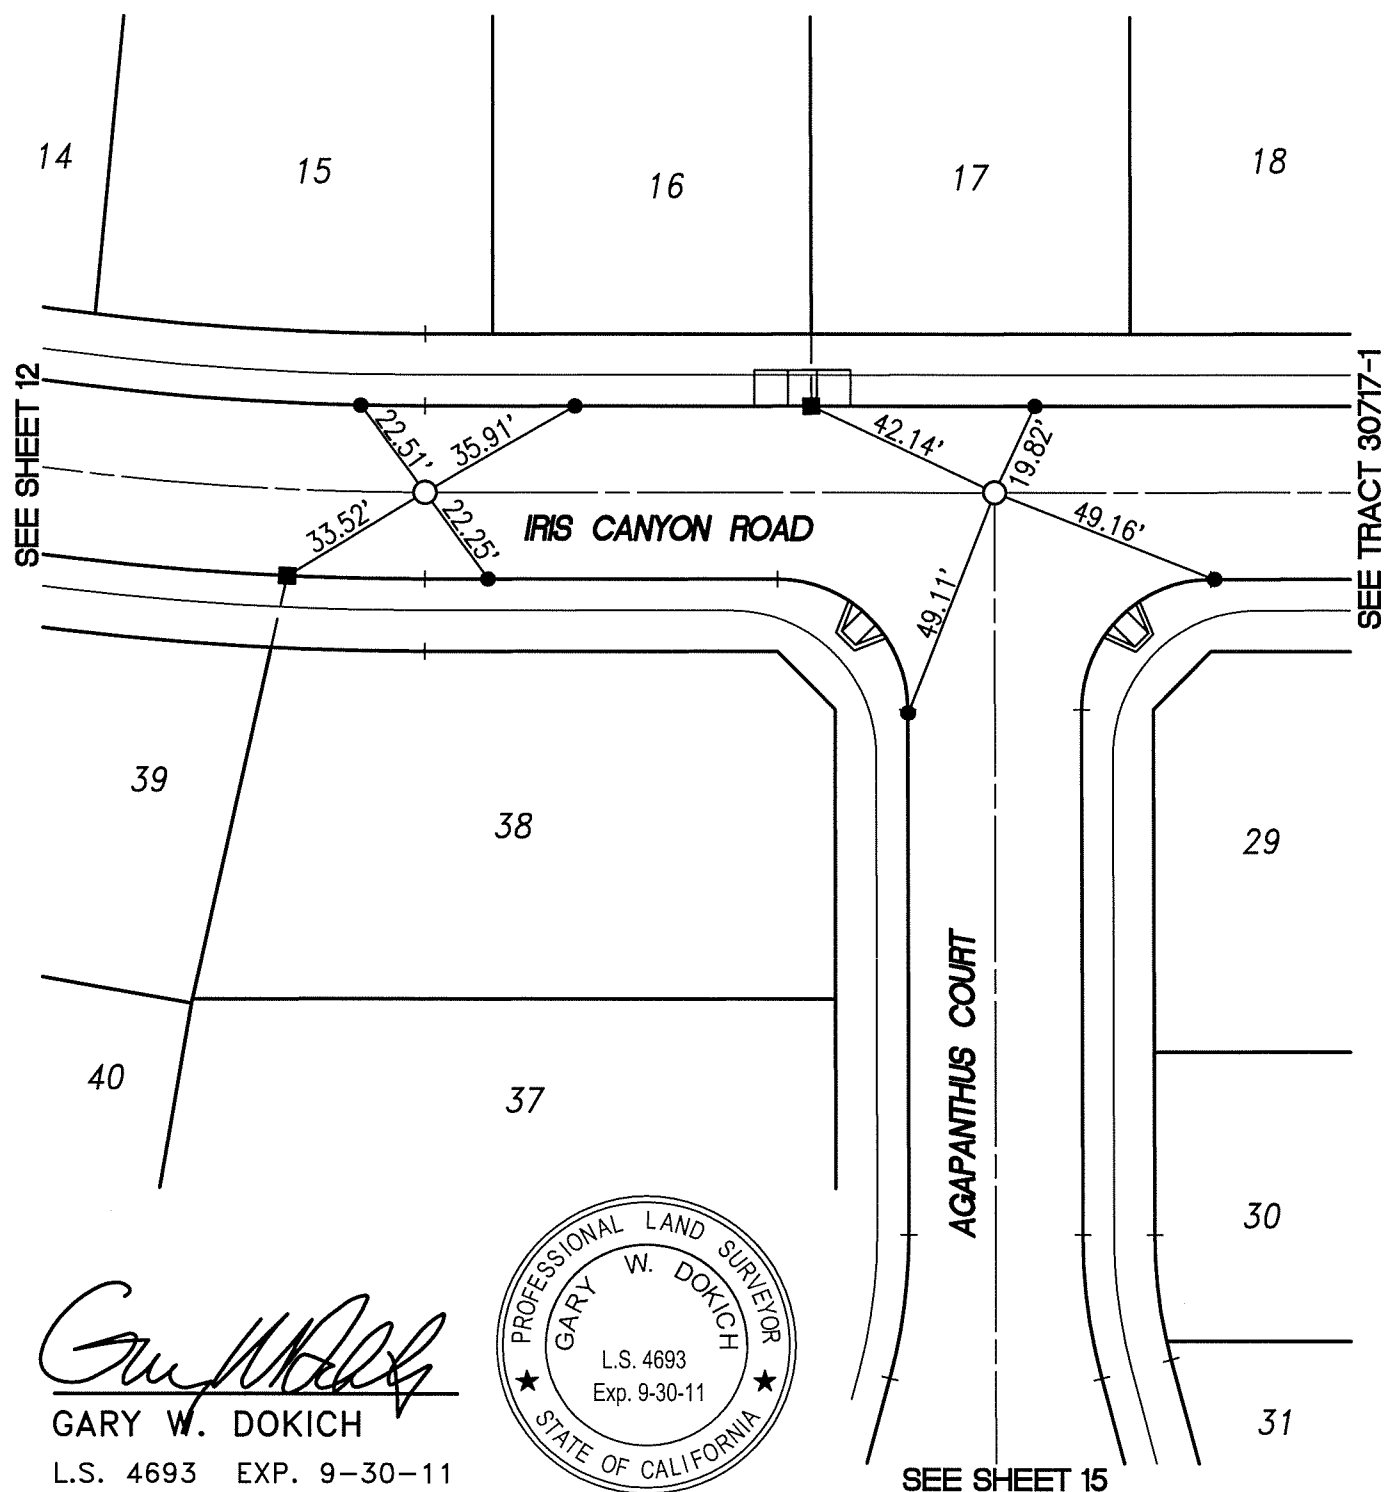 14
15
16
17
18
SEE SHEET 12
SEE TRACT 30717-1
22.51'
35.91'
42.14'
19.82'
33.52'
22.25'
IRIS CANYON ROAD
49.16'
49.11'
39
38
29
AGAPANTHUS COURT
40
37
30
31
PROFESSIONAL LAND SURVEYOR
GARY W. DOKICH
L.S. 4693
Exp. 9-30-11
★ STATE OF CALIFORNIA ★
GARY W. DOKICH
L.S. 4693 EXP. 9-30-11
SEE SHEET 15